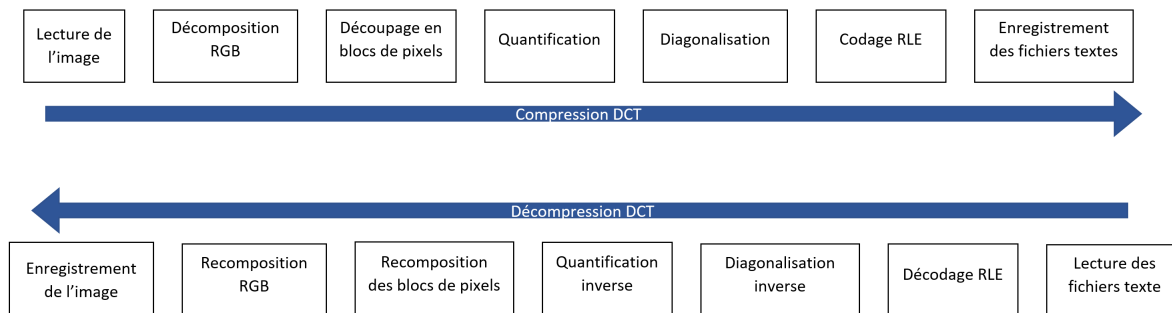 Lecture de
l'image
Décomposition
RGB
Découpage en
blocs de pixels
Quantification
Diagonalisation
Codage RLE
Enregistrement
des fichiers textes
Compression DCT
Décompression DCT
Enregistrement
de l'image
Recomposition
RGB
Recomposition
des blocs de pixels
Quantification
inverse
Diagonalisation
inverse
Décodage RLE
Lecture des
fichiers texte